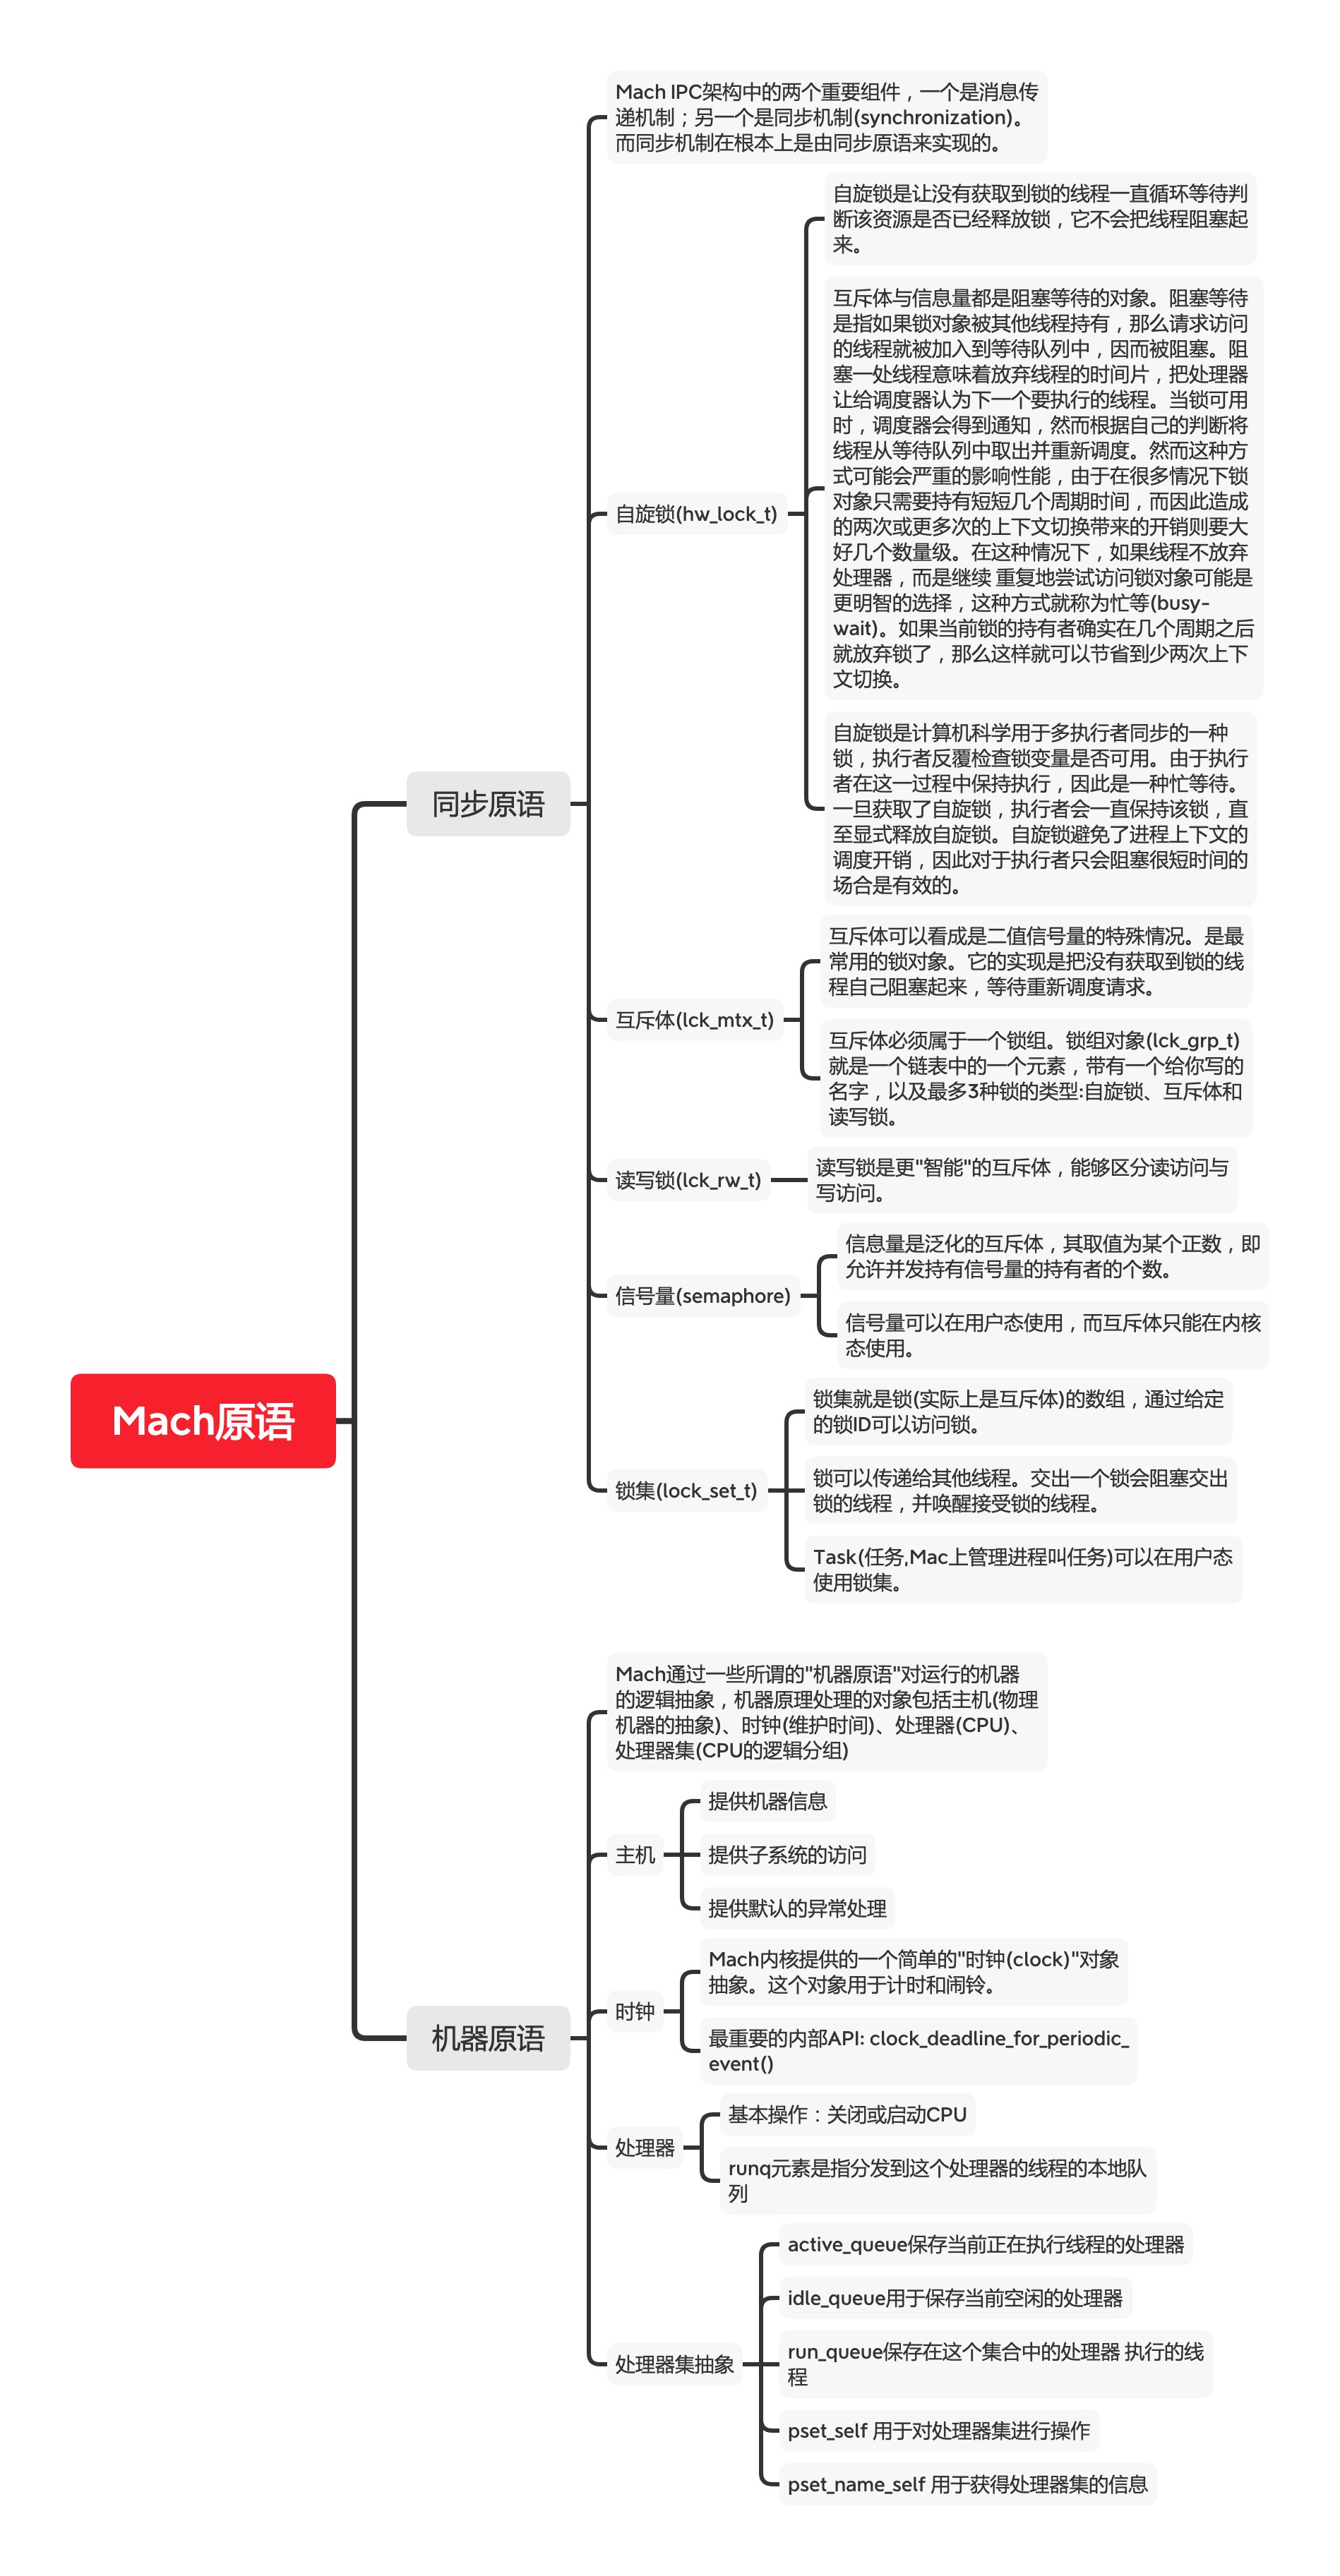 Mach原语
同步原语
Mach IPC架构中的两个重要组件，一个是消息传
递机制；另一个是同步机制(synchronization)。
而同步机制在根本上是由同步原语来实现的。
自旋锁(hw_lock_t)
自旋锁是让没有获取到锁的线程一直循环等待判
断该资源是否已经释放锁，它不会把线程阻塞起
来。
互斥体与信息量都是阻塞等待的对象。阻塞等待
是指如果锁对象被其他线程持有，那么请求访问
的线程就被加入到等待队列中，因而被阻塞。阻
塞一处线程意味着放弃线程的时间片，把处理器
让给调度器认为下一个要执行的线程。当锁可用
时，调度器会得到通知，然而根据自己的判断将
线程从等待队列中取出并重新调度。然而这种方
式可能会严重的影响性能，由于在很多情况下锁
对象只需要持有短短几个周期时间，而因此造成
的两次或更多次的上下文切换带来的开销则要大
好几个数量级。在这种情况下，如果线程不放弃
处理器，而是继续 重复地尝试访问锁对象可能是
更明智的选择，这种方式就称为忙等(busy-
wait)。如果当前锁的持有者确实在几个周期之后
就放弃锁了，那么这样就可以节省到少两次上下
文切换。
自旋锁是计算机科学用于多执行者同步的一种
锁，执行者反覆检查锁变量是否可用。由于执行
者在这一过程中保持执行，因此是一种忙等待。
一旦获取了自旋锁，执行者会一直保持该锁，直
至显式释放自旋锁。自旋锁避免了进程上下文的
调度开销，因此对于执行者只会阻塞很短时间的
场合是有效的。
互斥体(lck_mtx_t)
互斥体可以看成是二值信号量的特殊情况。是最
常用的锁对象。它的实现是把没有获取到锁的线
程自己阻塞起来，等待重新调度请求。
互斥体必须属于一个锁组。锁组对象(lck_grp_t)
就是一个链表中的一个元素，带有一个给你写的
名字，以及最多3种锁的类型:自旋锁、互斥体和
读写锁。
读写锁(lck_rw_t)
读写锁是更"智能"的互斥体，能够区分读访问与
写访问。
信号量(semaphore)
信息量是泛化的互斥体，其取值为某个正数，即
允许并发持有信号量的持有者的个数。
信号量可以在用户态使用，而互斥体只能在内核
态使用。
锁集(lock_set_t)
锁集就是锁(实际上是互斥体)的数组，通过给定
的锁ID可以访问锁。
锁可以传递给其他线程。交出一个锁会阻塞交出
锁的线程，并唤醒接受锁的线程。
Task(任务,Mac上管理进程叫任务)可以在用户态
使用锁集。
机器原语
Mach通过一些所谓的"机器原语"对运行的机器
的逻辑抽象，机器原理处理的对象包括主机(物理
机器的抽象)、时钟(维护时间)、处理器(CPU)、
处理器集(CPU的逻辑分组)
主机
提供机器信息
提供子系统的访问
提供默认的异常处理
时钟
Mach内核提供的一个简单的"时钟(clock)"对象
抽象。这个对象用于计时和闹铃。
最重要的内部API: clock_deadline_for_periodic_
event()
处理器
基本操作：关闭或启动CPU
runq元素是指分发到这个处理器的线程的本地队
列
处理器集抽象
active_queue保存当前正在执行线程的处理器
idle_queue用于保存当前空闲的处理器
run_queue保存在这个集合中的处理器 执行的线
程
pset_self 用于对处理器集进行操作
pset_name_self 用于获得处理器集的信息